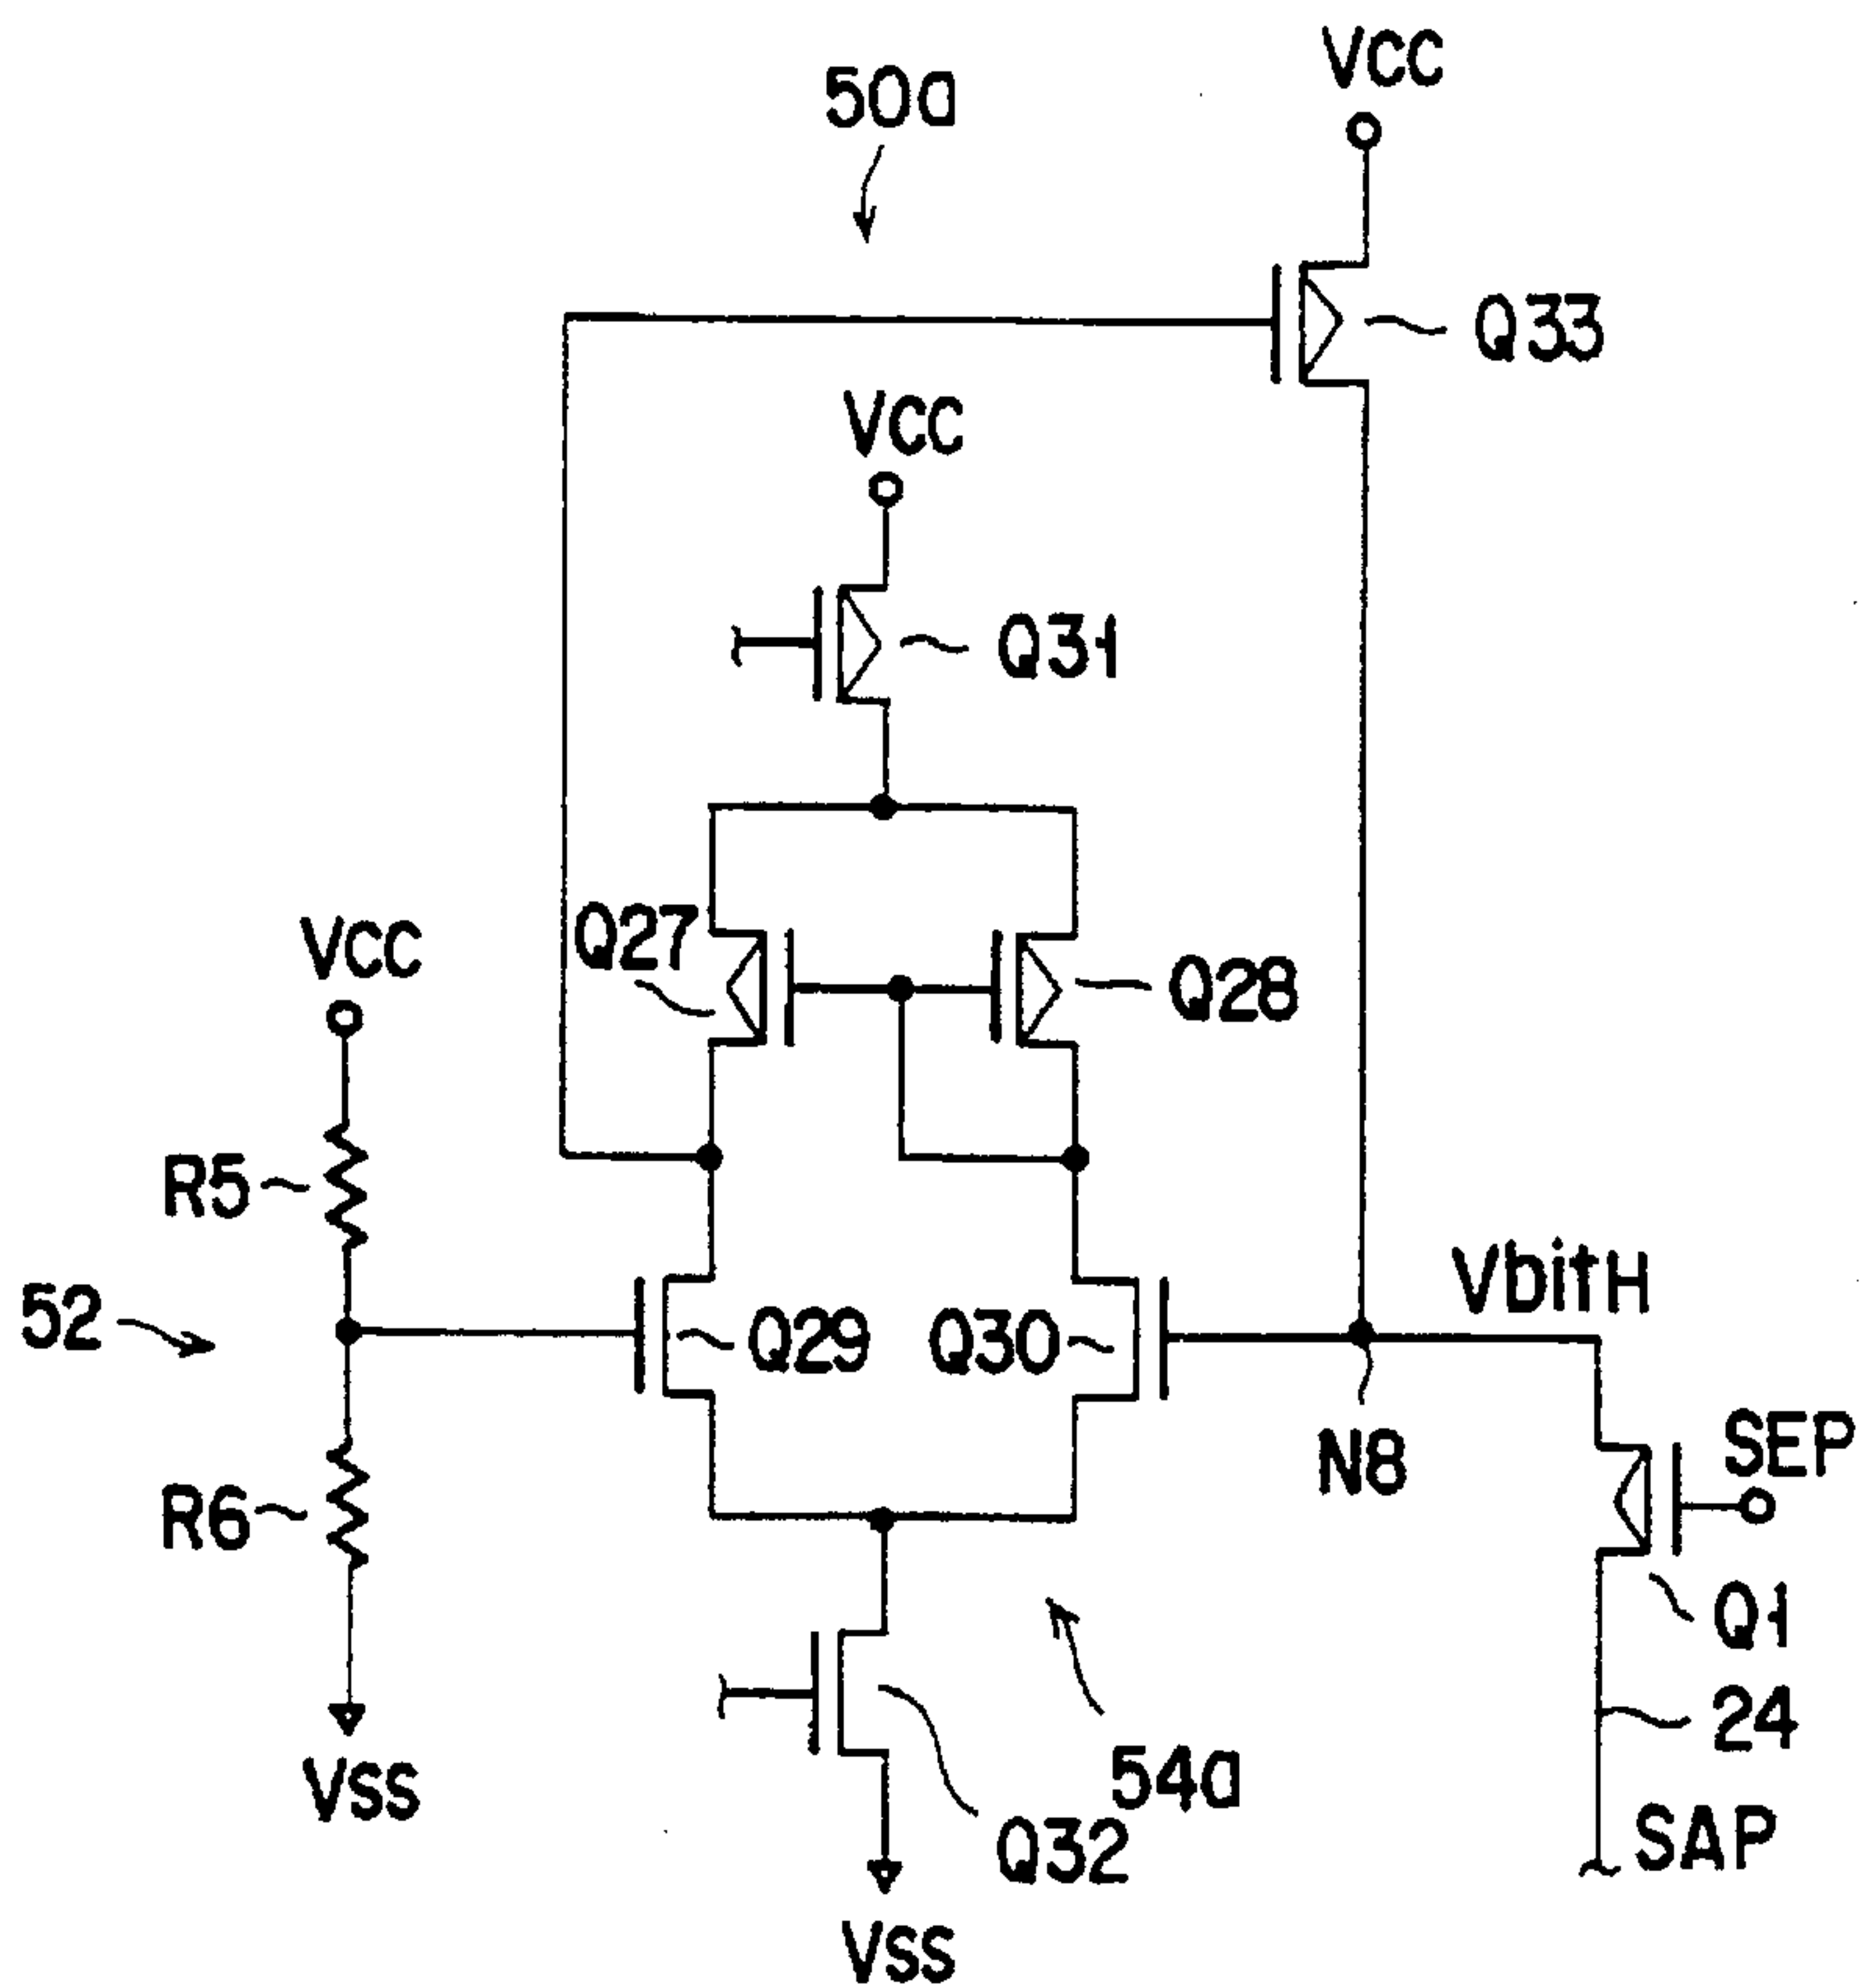 VCC
50a
Q33
VCC
Q31
Q27
VCC
Q28
R5
VbitH
52
Q29
Q30
SEP
N8
R6
Q1
24
54a
VSS
SAP
Q32
VSS